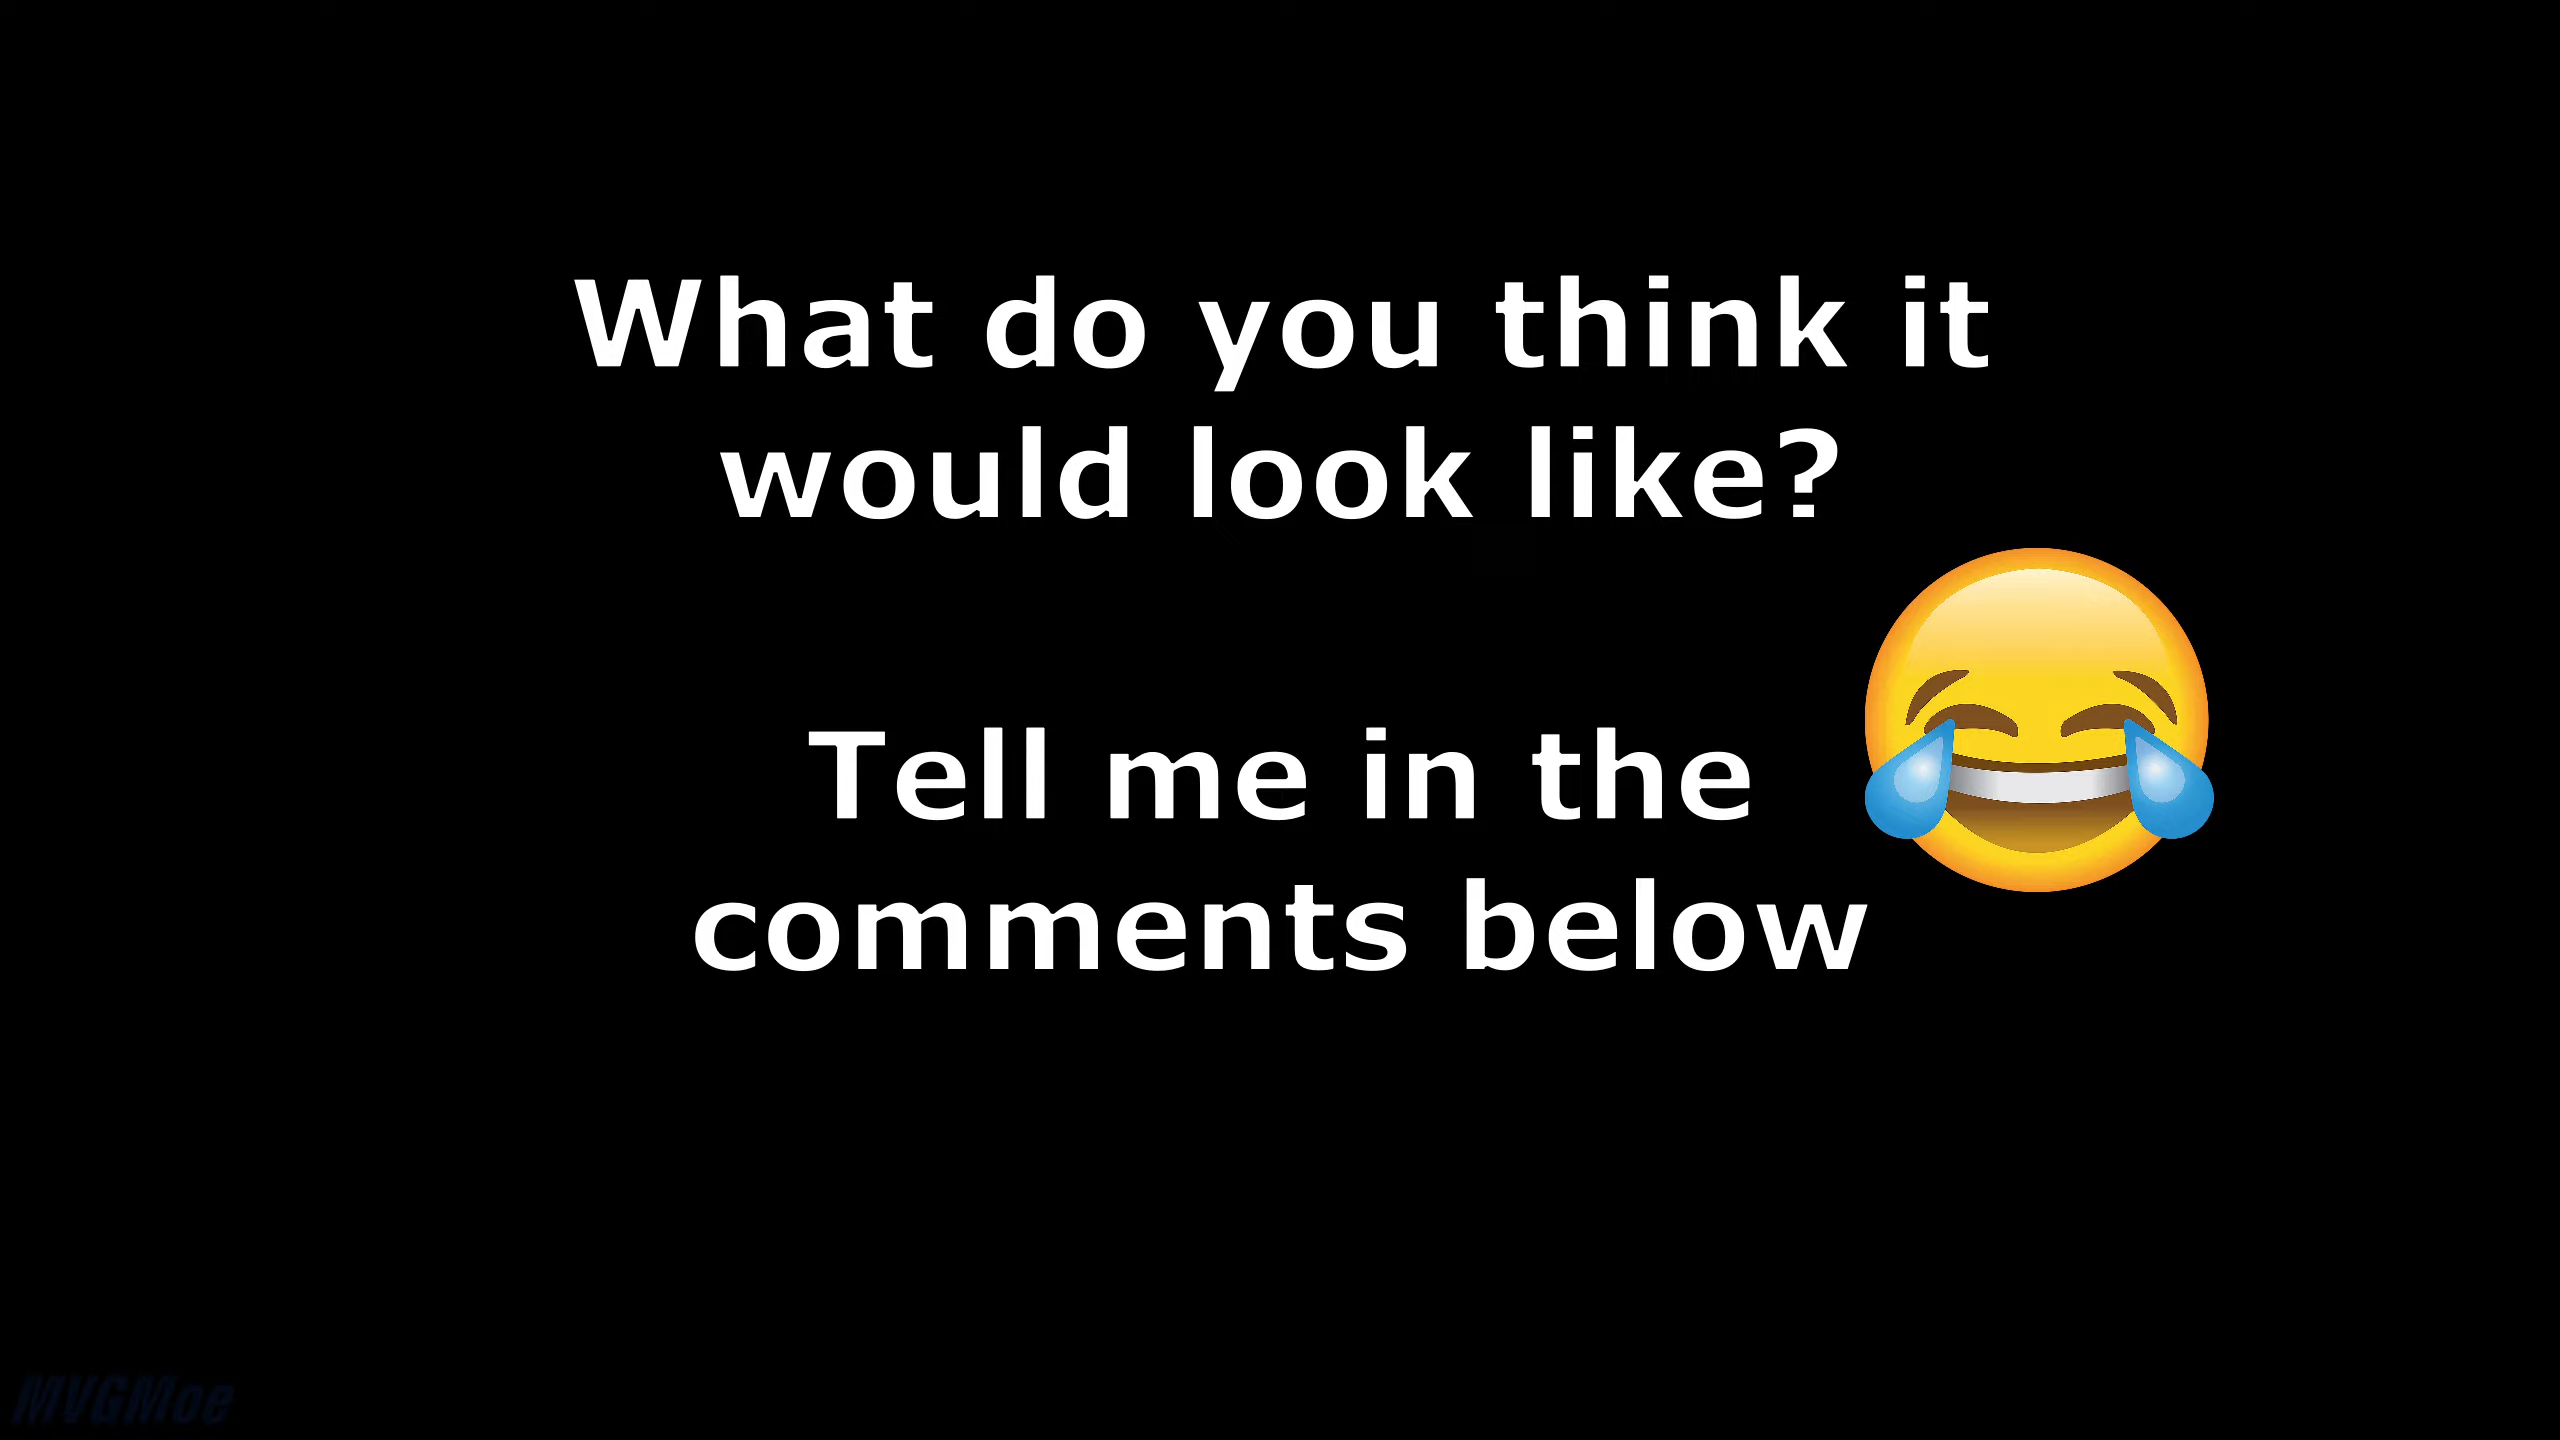 What do you think it
would look like?
Tell me in the
comments below
MVGMoe